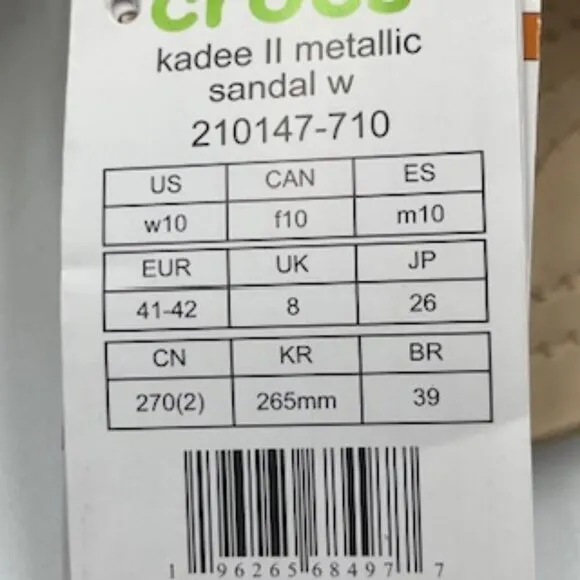 crocs
kadee II metallic
sandal w
210147-710
US CAN ES
w10 f10 m10
EUR UK JP
41-42 8 26
CN KR BR
270(2) 265mm 39
1 96265 68497 7